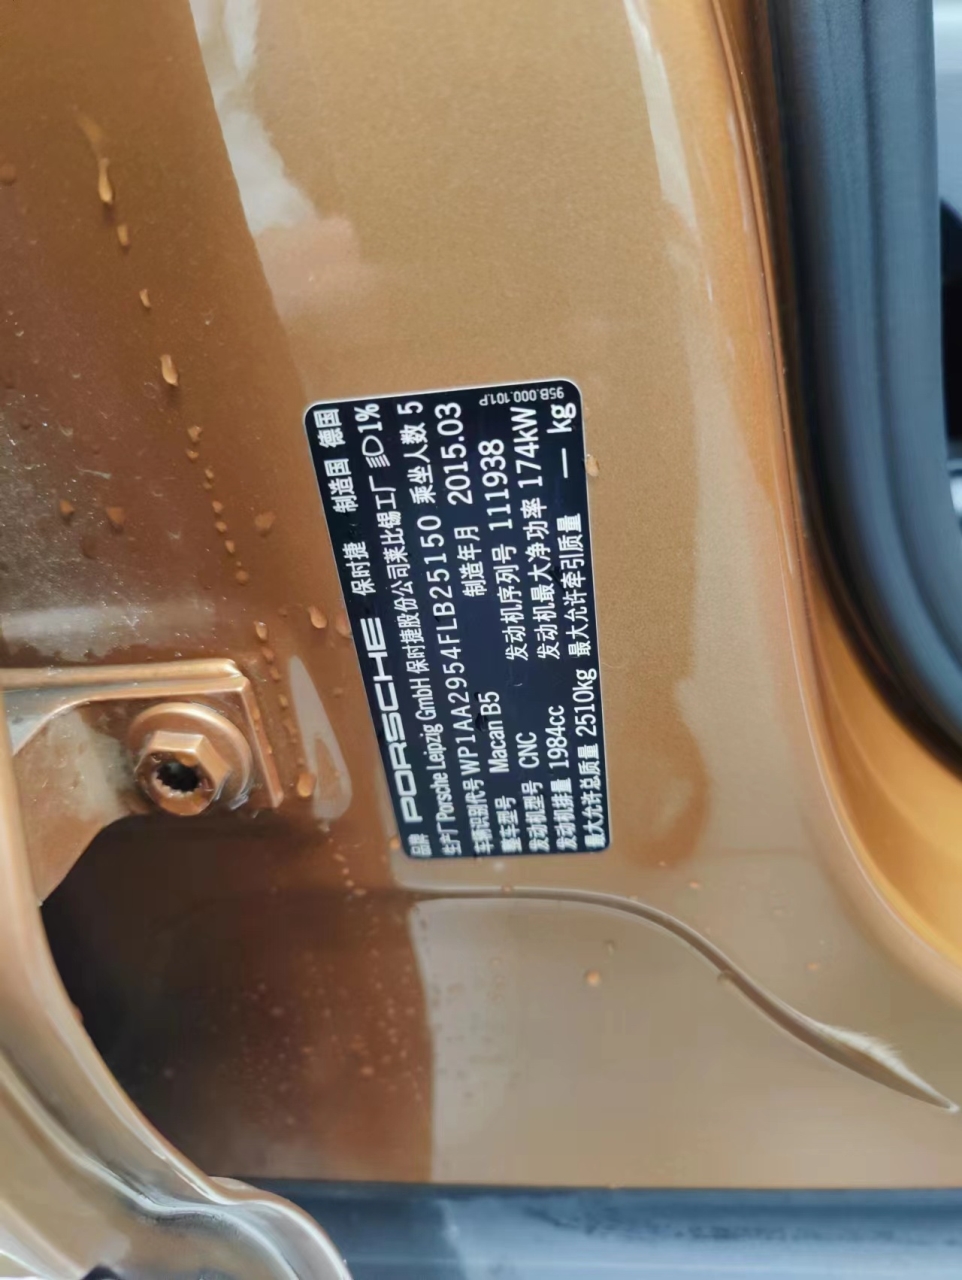 品牌 PORSCHE 保时捷 制造国 德国
生产厂 Porsche Leipzig GmbH 保时捷股份公司莱比锡工厂 1%
车辆识别代号 WP1AA2954FLB25150 乘坐人数 5
整车型号 Macan B5 制造年月 2015.03
发动机型号 CNC 发动机序列号 111938
发动机排量 1984cc 发动机最大净功率 174kW
最大允许总质量 2510kg 最大允许牵引质量 — kg
95B.000.101.P